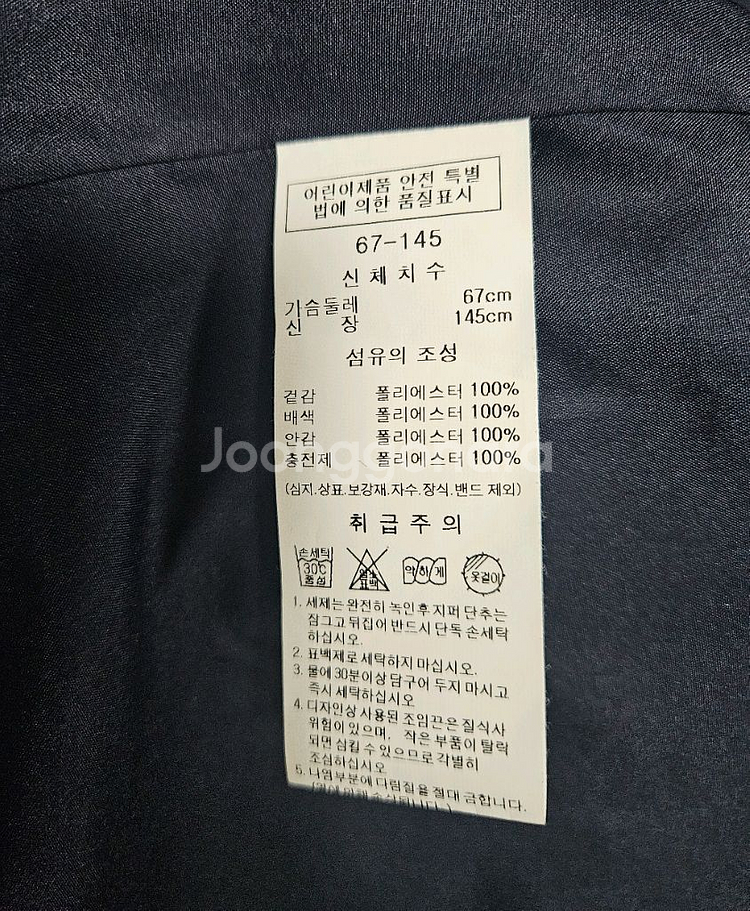 어린이제품 안전 특별
법에 의한 품질표시
67-145
신 체 치 수
가슴둘레 67cm
신 장 145cm
섬유의 조성
겉감 폴리에스터 100%
배색 폴리에스터 100%
안감 폴리에스터 100%
충전제 폴리에스터 100%
(심지.상표.보강재.자수.장식.밴드 제외)
취 급 주 의
손세탁
30℃
중성
염소
표백
약하게
옷걸이
1. 세제는 완전히 녹인후 지퍼 단추는
잠그고 뒤집어 반드시 단독 손세탁
하십시오.
2. 표백제로 세탁하지 마십시오.
3. 물에 30분이상 담구어 두지 마시고
즉시 세탁하십시오
4. 디자인상 사용된 조임끈은 질식사
위험이 있으며, 작은 부품이 탈락
되면 삼킬 수 있으므로 각별히
조심하십시오
5. 나염부분에 다림질을 절대 금합니다.